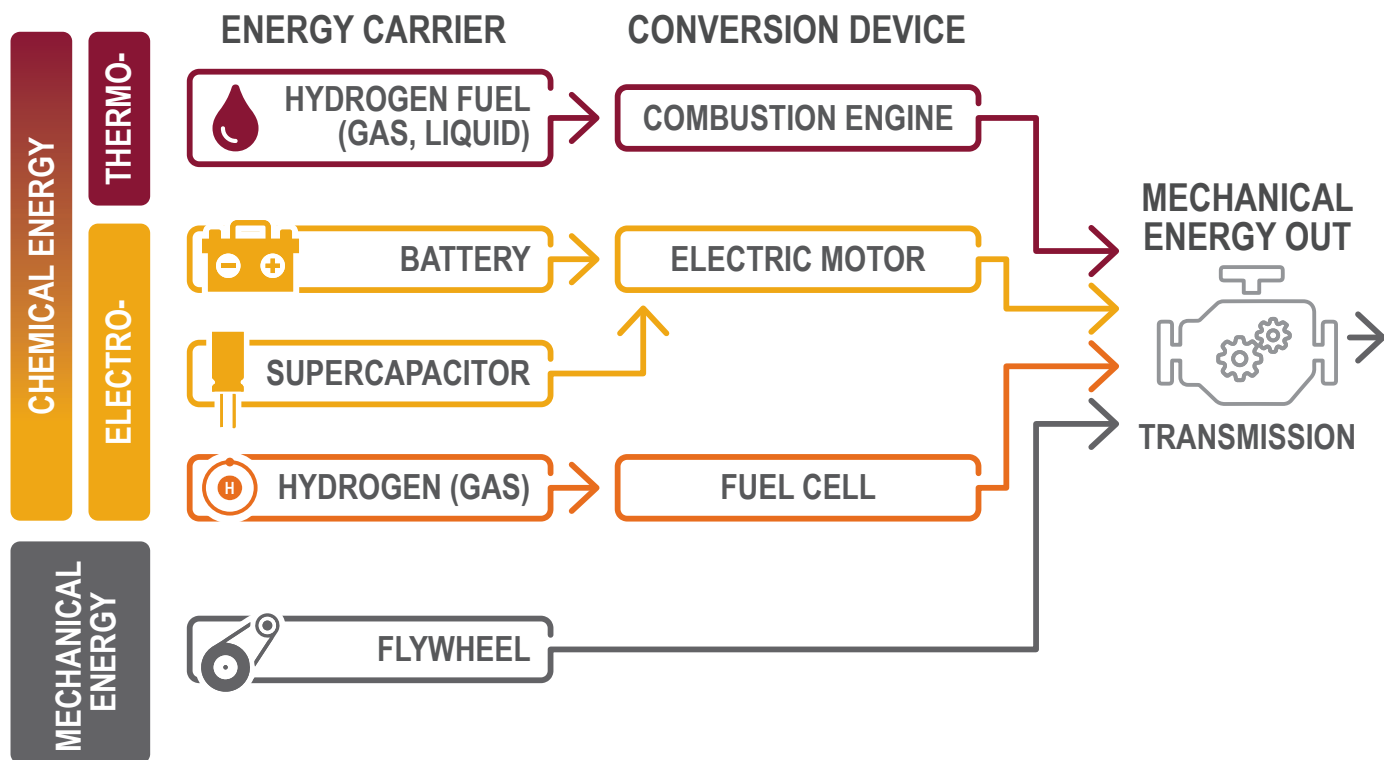 ENERGY CARRIER
CONVERSION DEVICE
CHEMICAL ENERGY
THERMO-
HYDROGEN FUEL
(GAS, LIQUID)
COMBUSTION ENGINE
ELECTRO-
BATTERY
ELECTRIC MOTOR
SUPERCAPACITOR
H
HYDROGEN (GAS)
FUEL CELL
MECHANICAL
ENERGY
FLYWHEEL
MECHANICAL
ENERGY OUT
TRANSMISSION